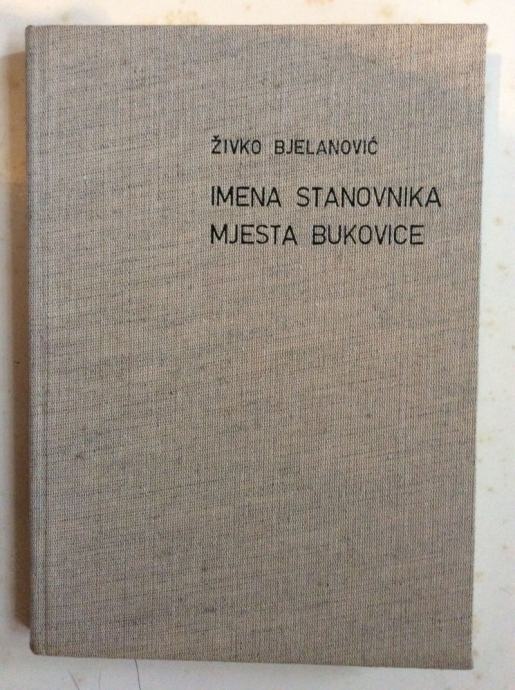 ŽIVKO BJELANOVIĆ
IMENA STANOVNIKA
MJESTA BUKOVICE